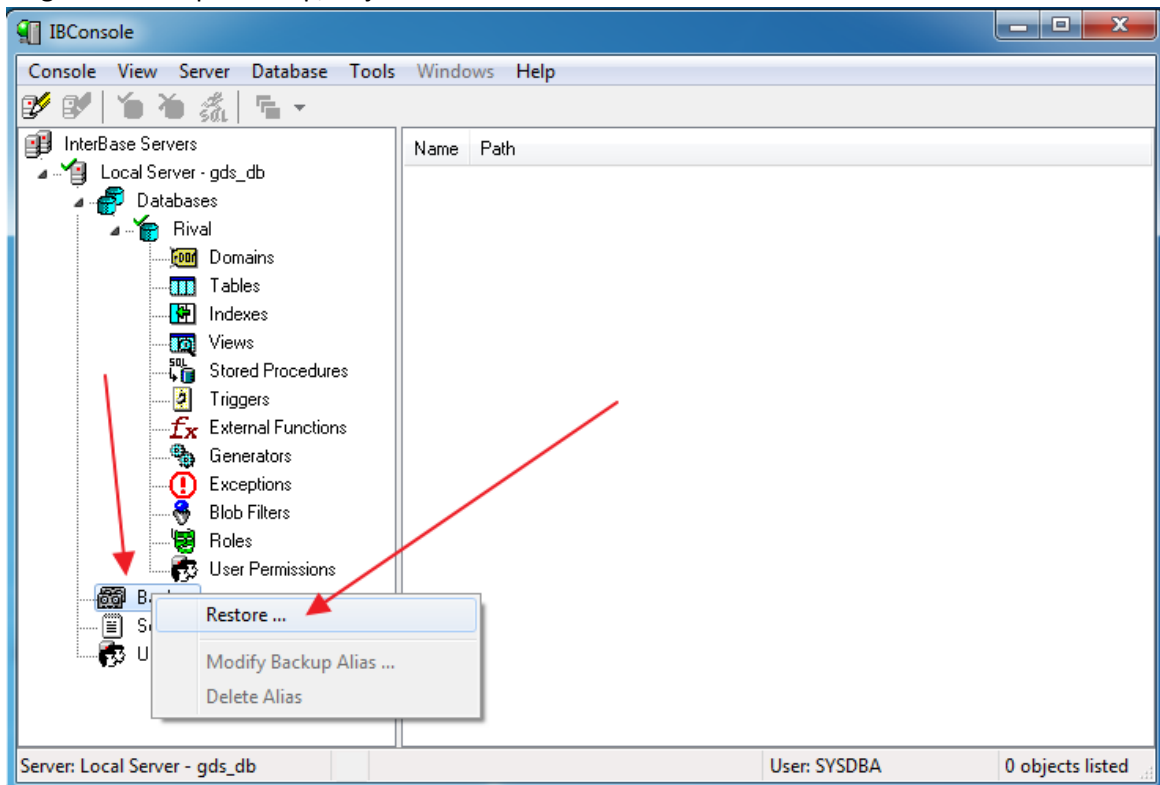 IBConsole
Console View Server Database Tools Windows Help
SQL
InterBase Servers
Name Path
Local Server - gds_db
Databases
Rival
Domains
Tables
Indexes
Views
Stored Procedures
Triggers
External Functions
Generators
Exceptions
Blob Filters
Roles
User Permissions
Restore ...
Modify Backup Alias ...
Delete Alias
Server: Local Server - gds_db User: SYSDBA 0 objects listed